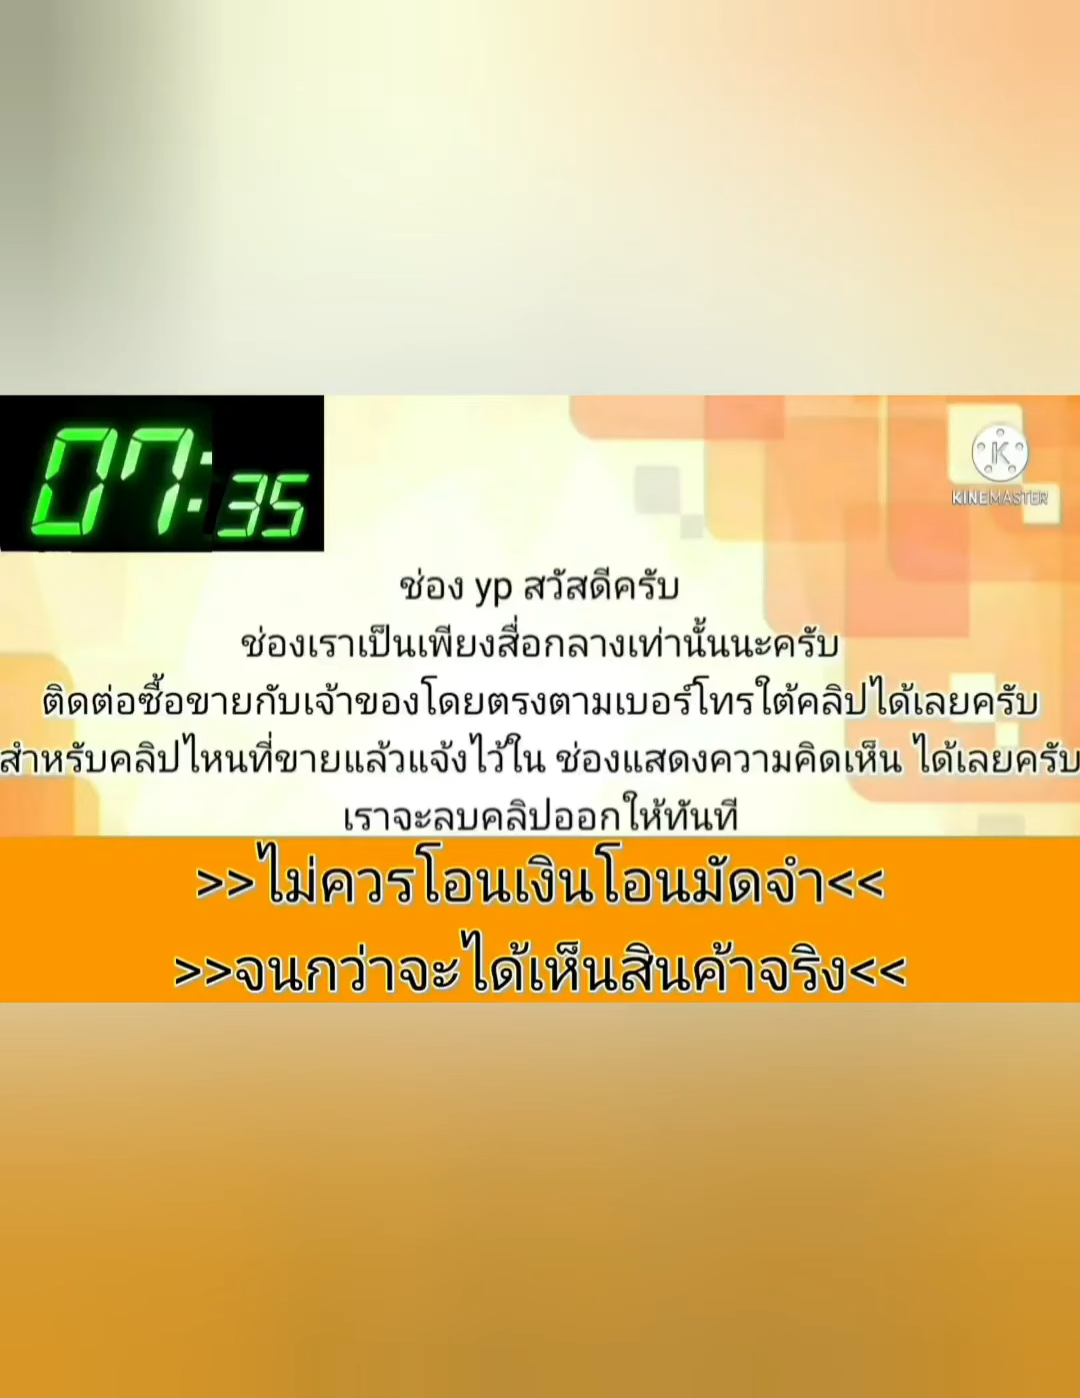 07:35
KINEMASTER
ช่อง yp สวัสดีครับ
ช่องเราเป็นเพียงสื่อกลางเท่านั้นนะครับ
ติดต่อซื้อขายกับเจ้าของโดยตรงตามเบอร์โทรใต้คลิปได้เลยครับ
สำหรับคลิปไหนที่ขายแล้วแจ้งไว้ใน ช่องแสดงความคิดเห็น ได้เลยครับ
เราจะลบคลิปออกให้ทันที
>>ไม่ควรโอนเงินโอนมัดจำ<<
>>จนกว่าจะได้เห็นสินค้าจริง<<